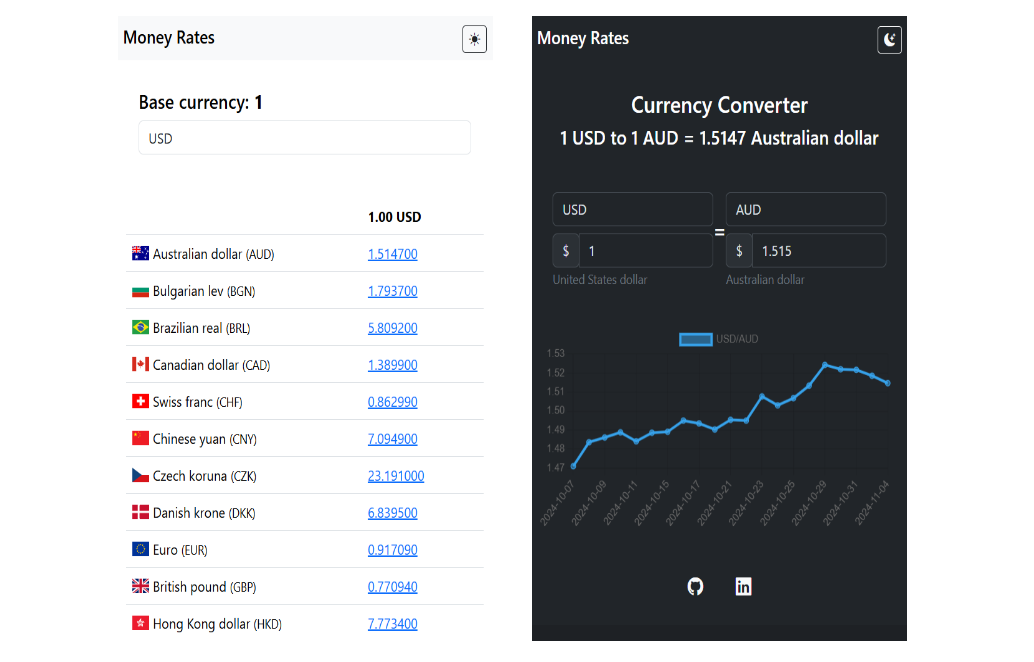 Money Rates
Base currency: 1
USD
1.00 USD
Australian dollar (AUD) 1.514700
Bulgarian lev (BGN) 1.793700
Brazilian real (BRL) 5.809200
Canadian dollar (CAD) 1.389900
Swiss franc (CHF) 0.862990
Chinese yuan (CNY) 7.094900
Czech koruna (CZK) 23.191000
Danish krone (DKK) 6.839500
Euro (EUR) 0.917090
British pound (GBP) 0.770940
Hong Kong dollar (HKD) 7.773400
Money Rates
Currency Converter
1 USD to 1 AUD = 1.5147 Australian dollar
USD AUD
=
$ 1 $ 1.515
United States dollar Australian dollar
USD/AUD
1.53
1.52
1.51
1.50
1.49
1.48
1.47
2024-10-07
2024-10-09
2024-10-11
2024-10-15
2024-10-17
2024-10-21
2024-10-23
2024-10-25
2024-10-29
2024-10-31
2024-11-04
in